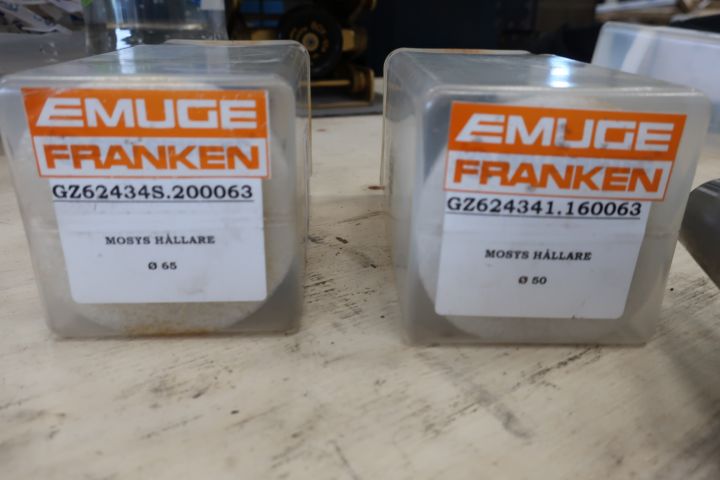 EMUGE
FRANKEN
GZ62434S.200063
MOSYS HÅLLARE
Ø 65
EMUGE
FRANKEN
GZ624341.160063
MOSYS HÅLLARE
Ø 50